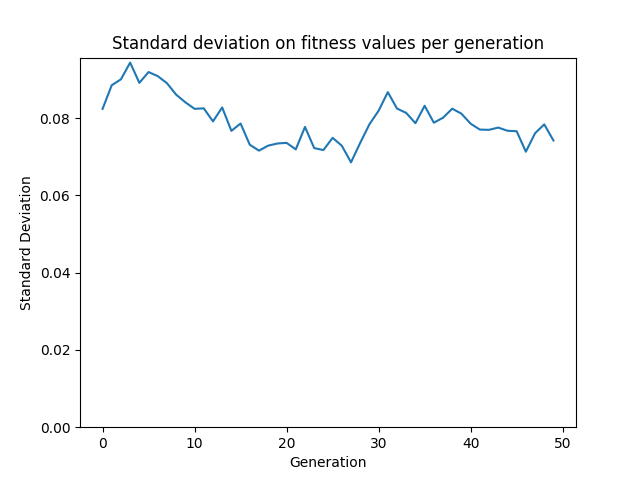 Standard deviation on fitness values per generation
Standard Deviation
0.08
0.06
0.04
0.02
0.00
0 10 20 30 40 50
Generation